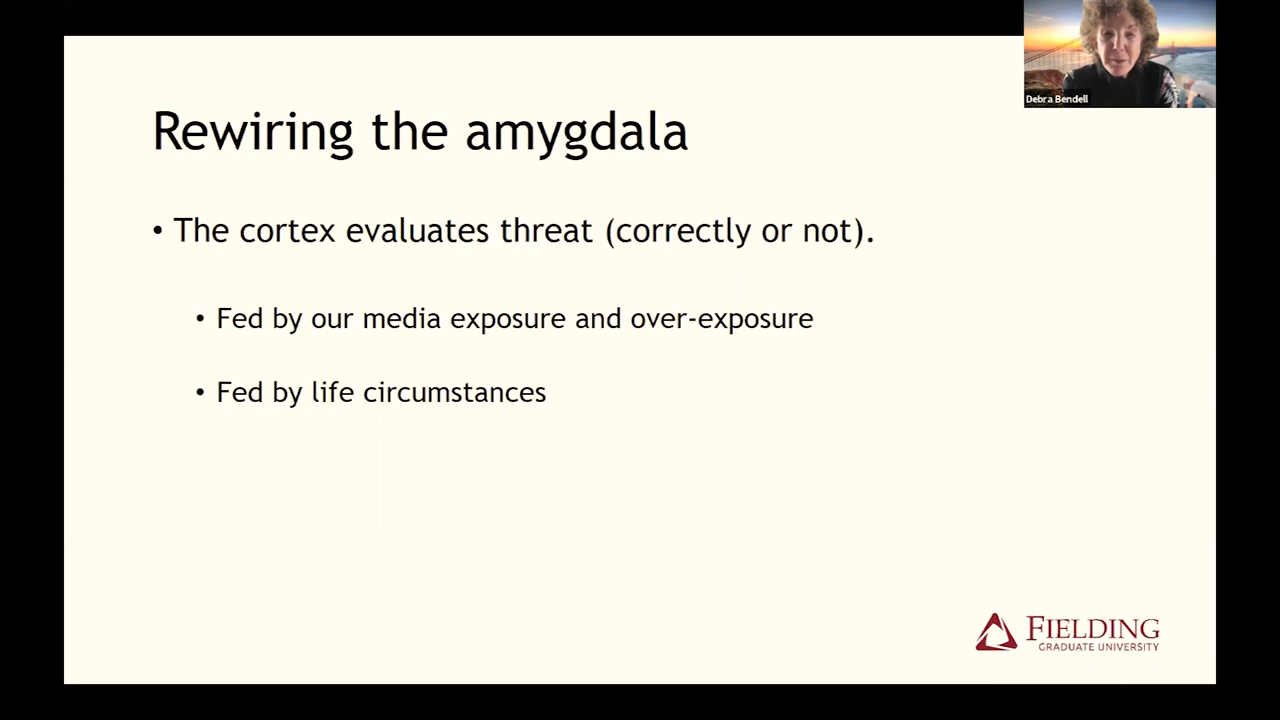 Debra Bendell
Rewiring the amygdala
• The cortex evaluates threat (correctly or not).
• Fed by our media exposure and over-exposure
• Fed by life circumstances
FIELDING
GRADUATE UNIVERSITY